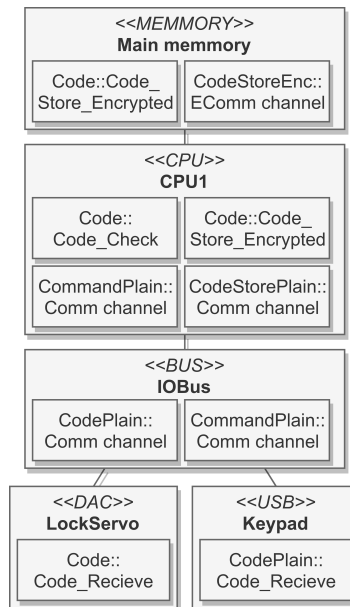 <<MEMMORY>>
Main memmory
Code::Code_
Store_Encrypted
CodeStoreEnc::
EComm channel
<<CPU>>
CPU1
Code::
Code_Check
Code::Code_
Store_Encrypted
CommandPlain::
Comm channel
CodeStorePlain::
Comm channel
<<BUS>>
IOBus
CodePlain::
Comm channel
CommandPlain::
Comm channel
<<DAC>>
LockServo
Code::
Code_Recieve
<<USB>>
Keypad
CodePlain::
Code_Recieve